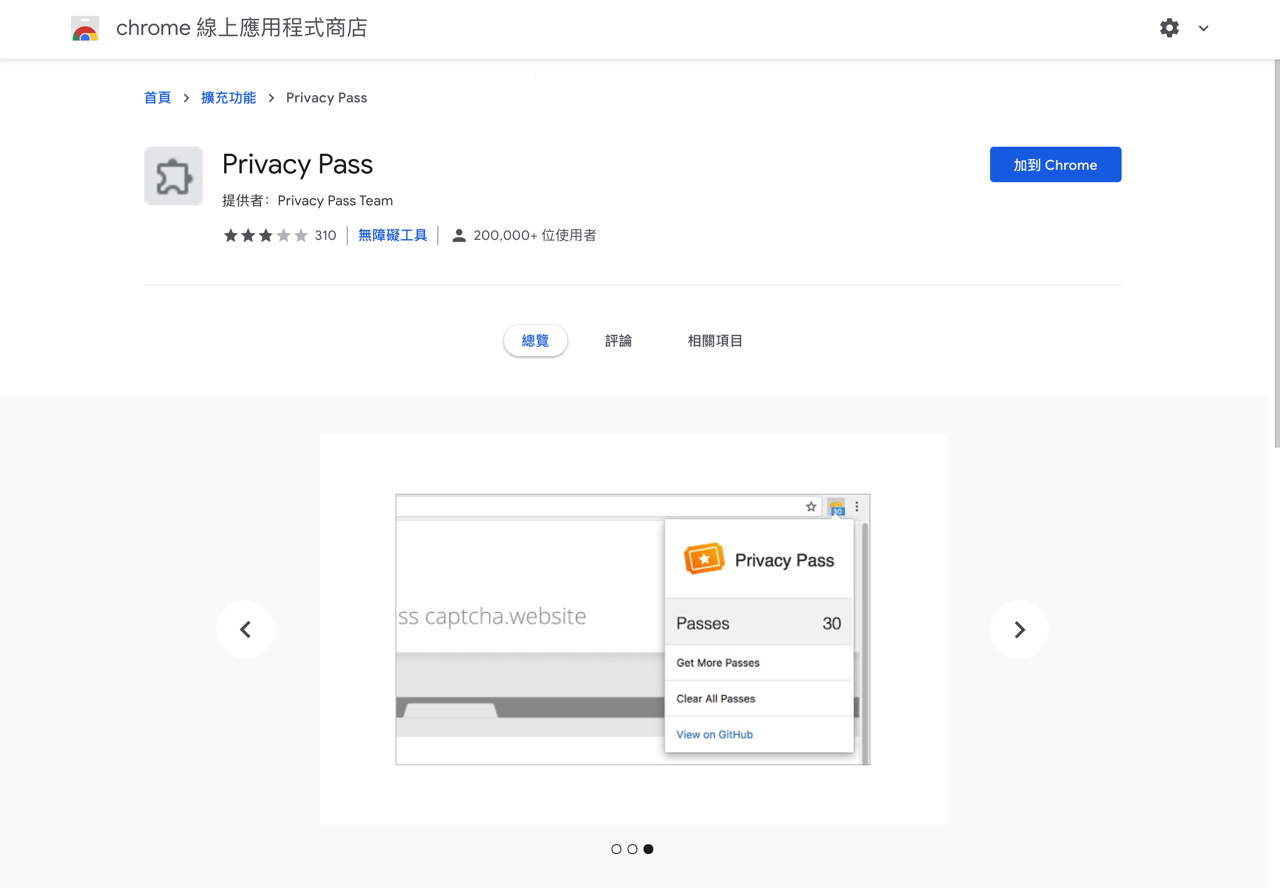 chrome 線上應用程式商店
首頁 > 擴充功能 > Privacy Pass
Privacy Pass
加到 Chrome
提供者: Privacy Pass Team
310 無障礙工具 200,000+ 位使用者
總覽 評論 相關項目
30
Privacy Pass
ss captcha.website
Passes 30
Get More Passes
Clear All Passes
View on GitHub